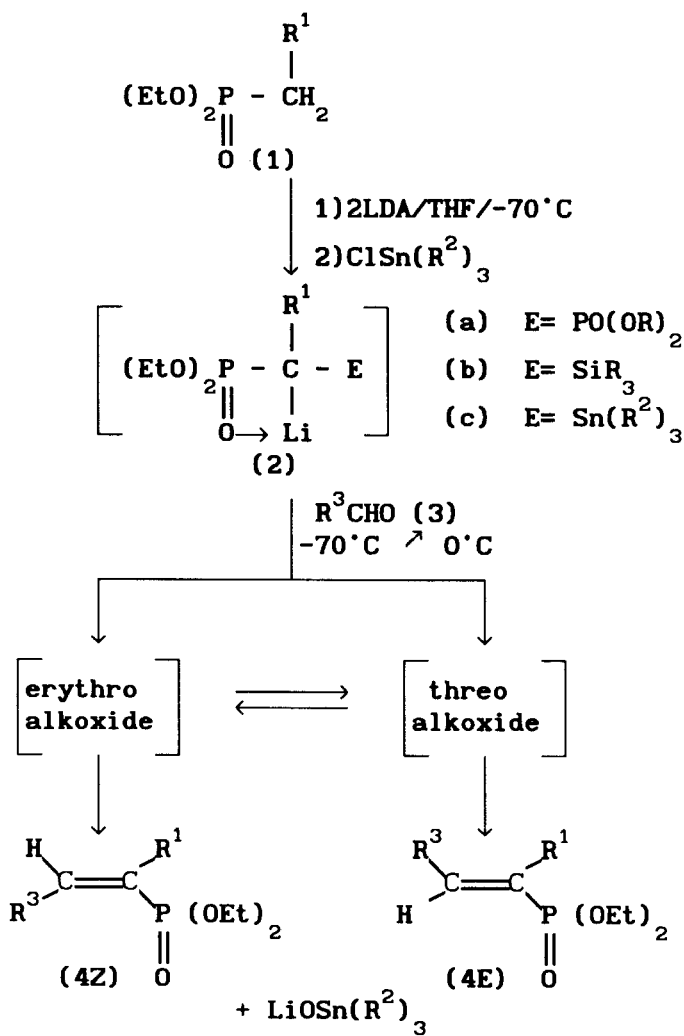 R¹
(EtO)₂P - CH₂
O (1)
1)2LDA/THF/-70°C
2)ClSn(R²)₃
R¹
(EtO)₂P - C - E
O→Li
(2)
(a) E= PO(OR)₂
(b) E= SiR₃
(c) E= Sn(R²)₃
R³CHO (3)
-70°C ↗ 0°C
erythro
alkoxide
threo
alkoxide
H R¹
C=C
R³ P (OEt)₂
(4Z) O
R³ R¹
C=C
H P (OEt)₂
(4E) O
+ LiOSn(R²)₃